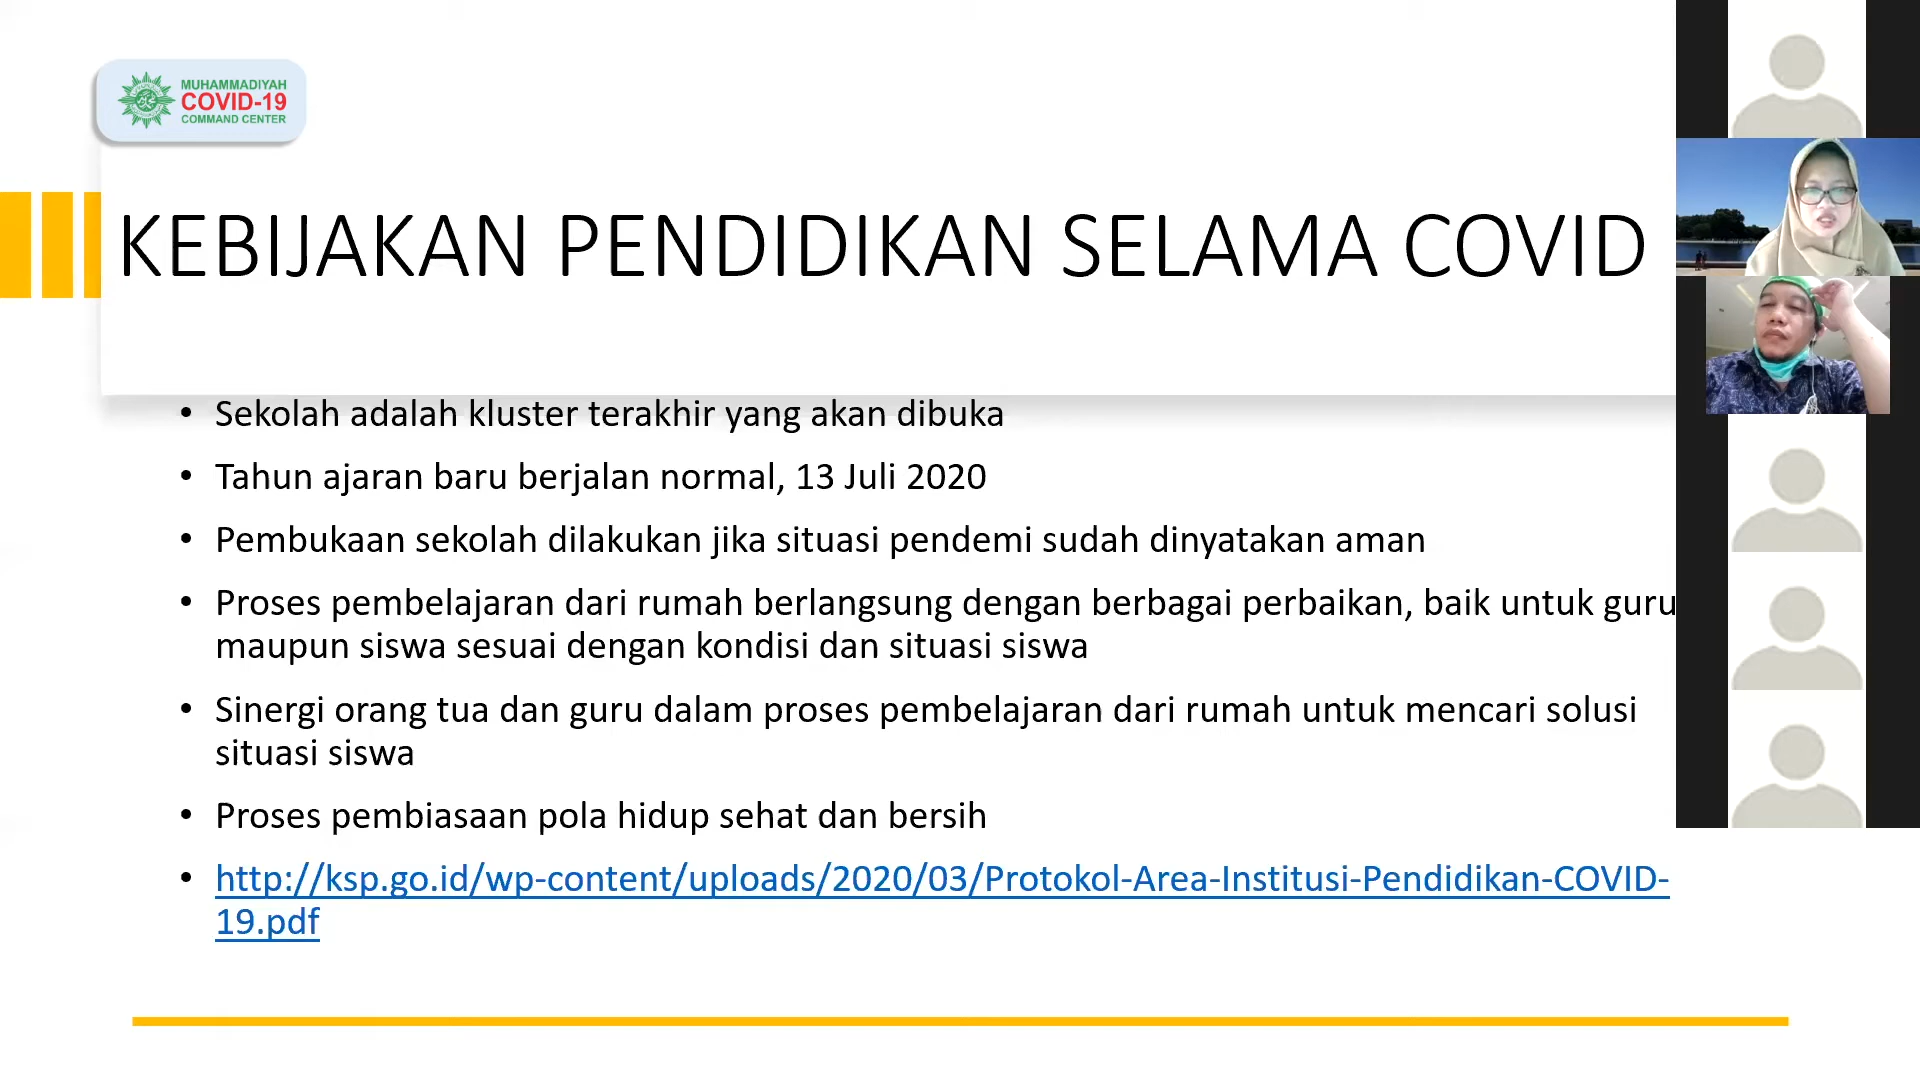 MUHAMMADIYAH
COVID-19
COMMAND CENTER
KEBIJAKAN PENDIDIKAN SELAMA COVID
• Sekolah adalah kluster terakhir yang akan dibuka
• Tahun ajaran baru berjalan normal, 13 Juli 2020
• Pembukaan sekolah dilakukan jika situasi pendemi sudah dinyatakan aman
• Proses pembelajaran dari rumah berlangsung dengan berbagai perbaikan, baik untuk guru
maupun siswa sesuai dengan kondisi dan situasi siswa
• Sinergi orang tua dan guru dalam proses pembelajaran dari rumah untuk mencari solusi
situasi siswa
• Proses pembiasaan pola hidup sehat dan bersih
• http://ksp.go.id/wp-content/uploads/2020/03/Protokol-Area-Institusi-Pendidikan-COVID-
19.pdf